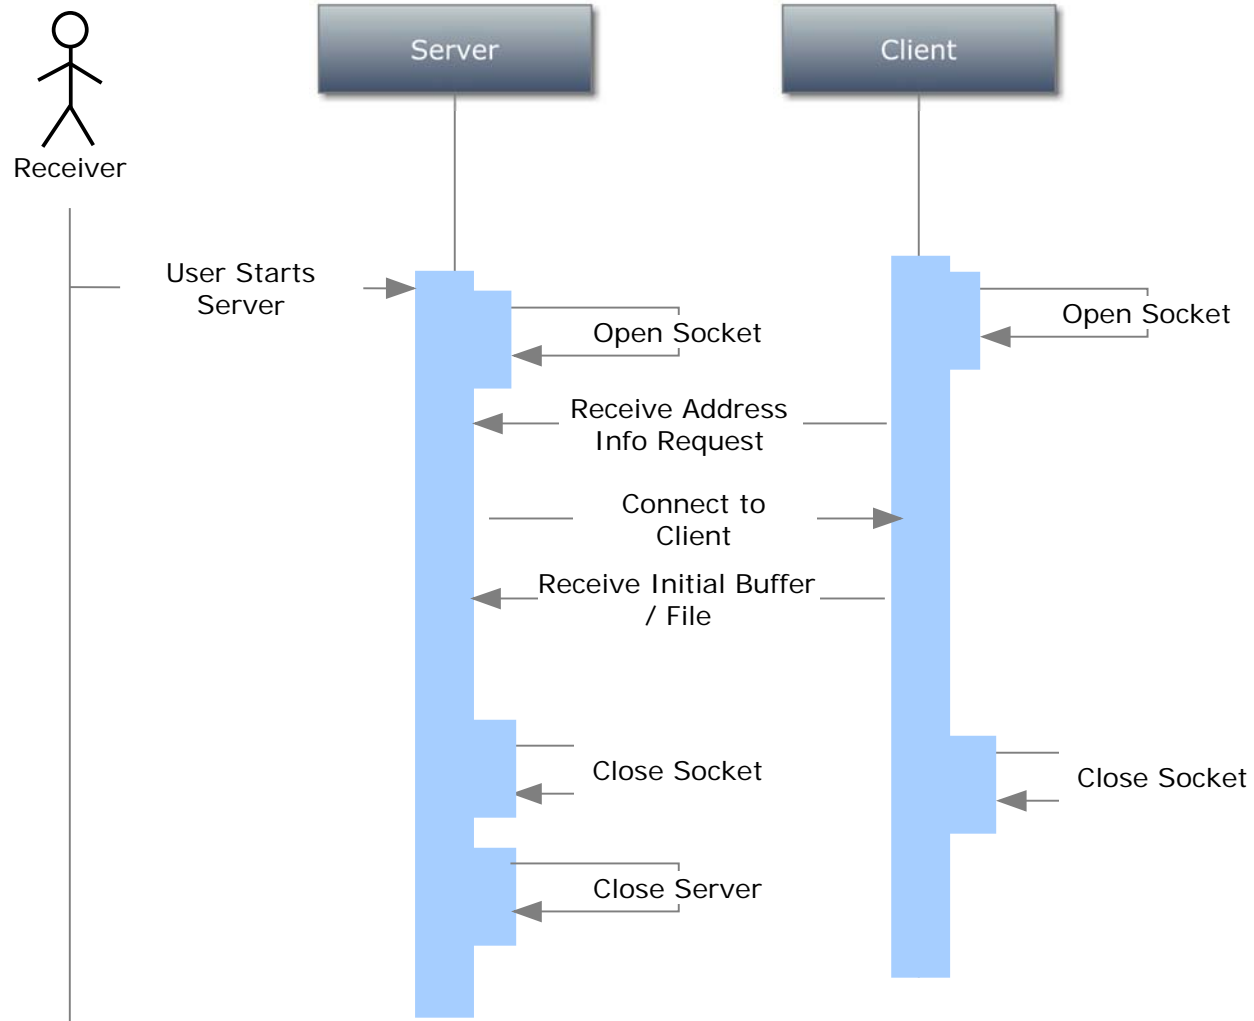 Server
Client
Receiver
User Starts
Server
Open Socket
Open Socket
Receive Address
Info Request
Connect to
Client
Receive Initial Buffer
/ File
Close Socket
Close Socket
Close Server